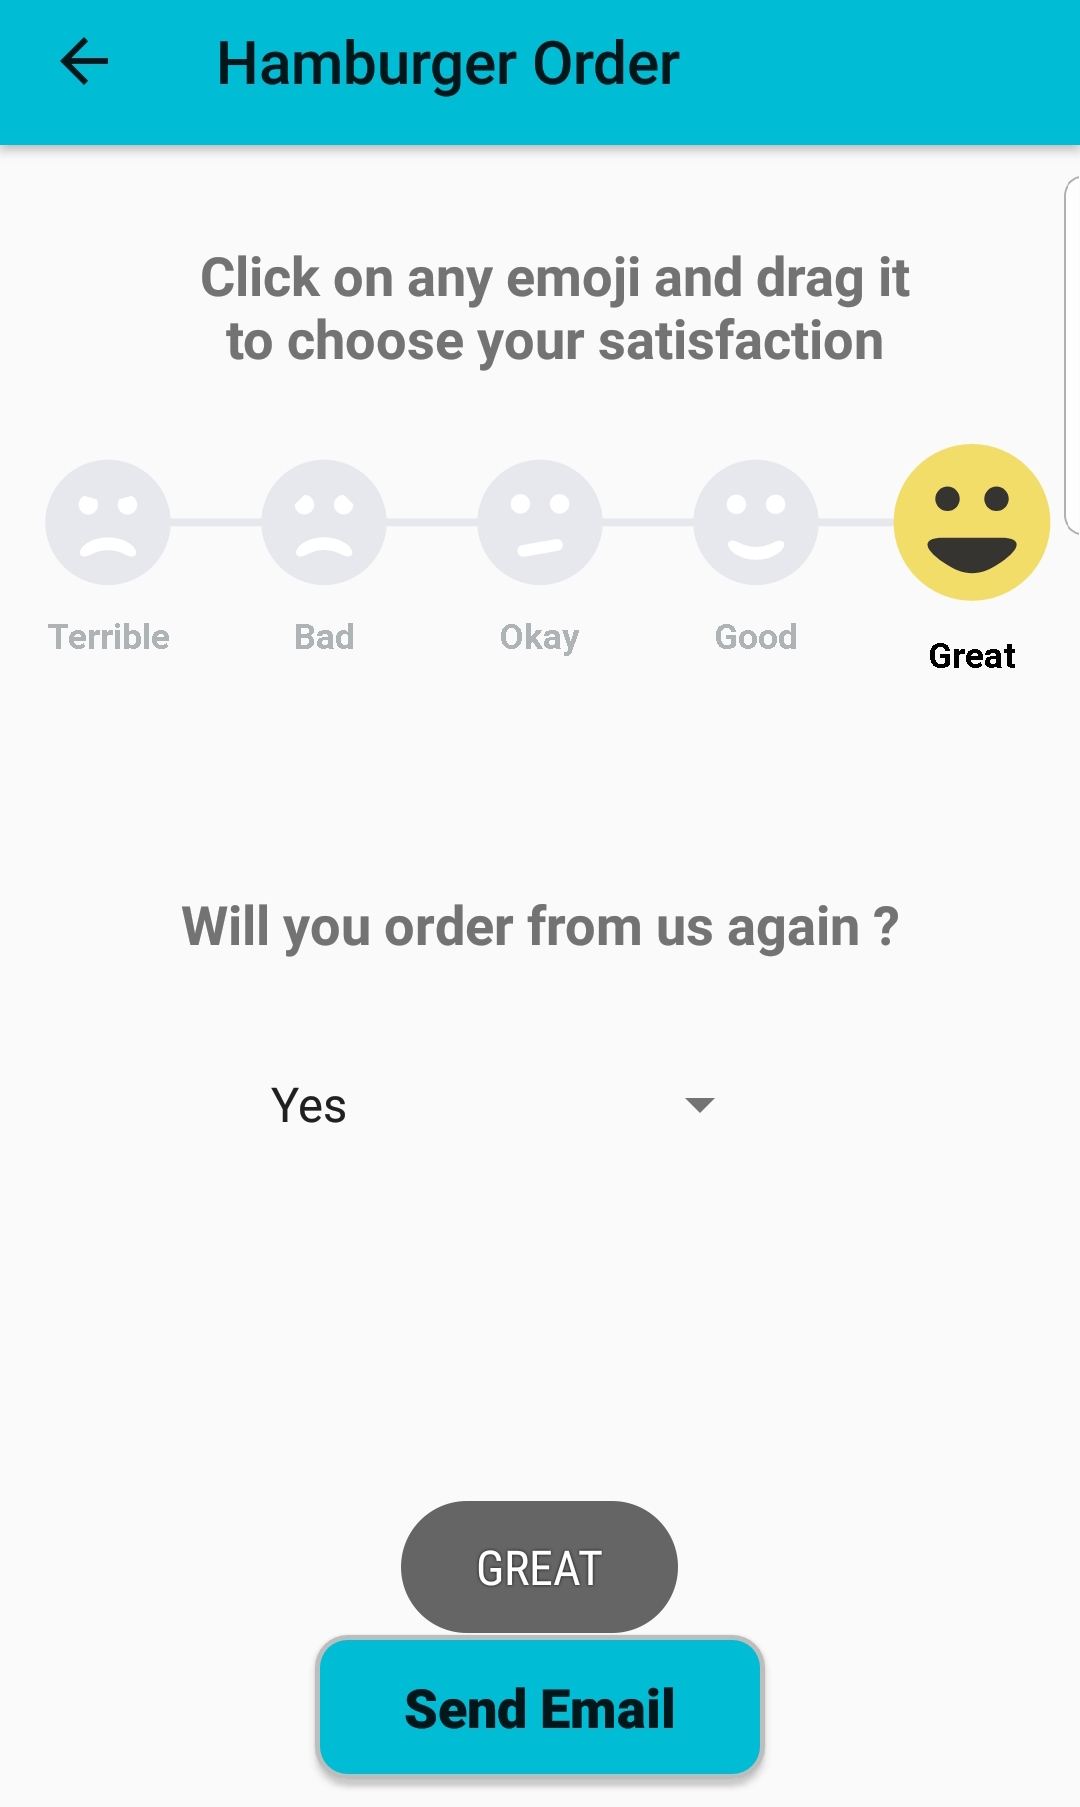 Hamburger Order
Click on any emoji and drag it
to choose your satisfaction
Terrible
Bad
Okay
Good
Great
Will you order from us again ?
Yes
GREAT
Send Email